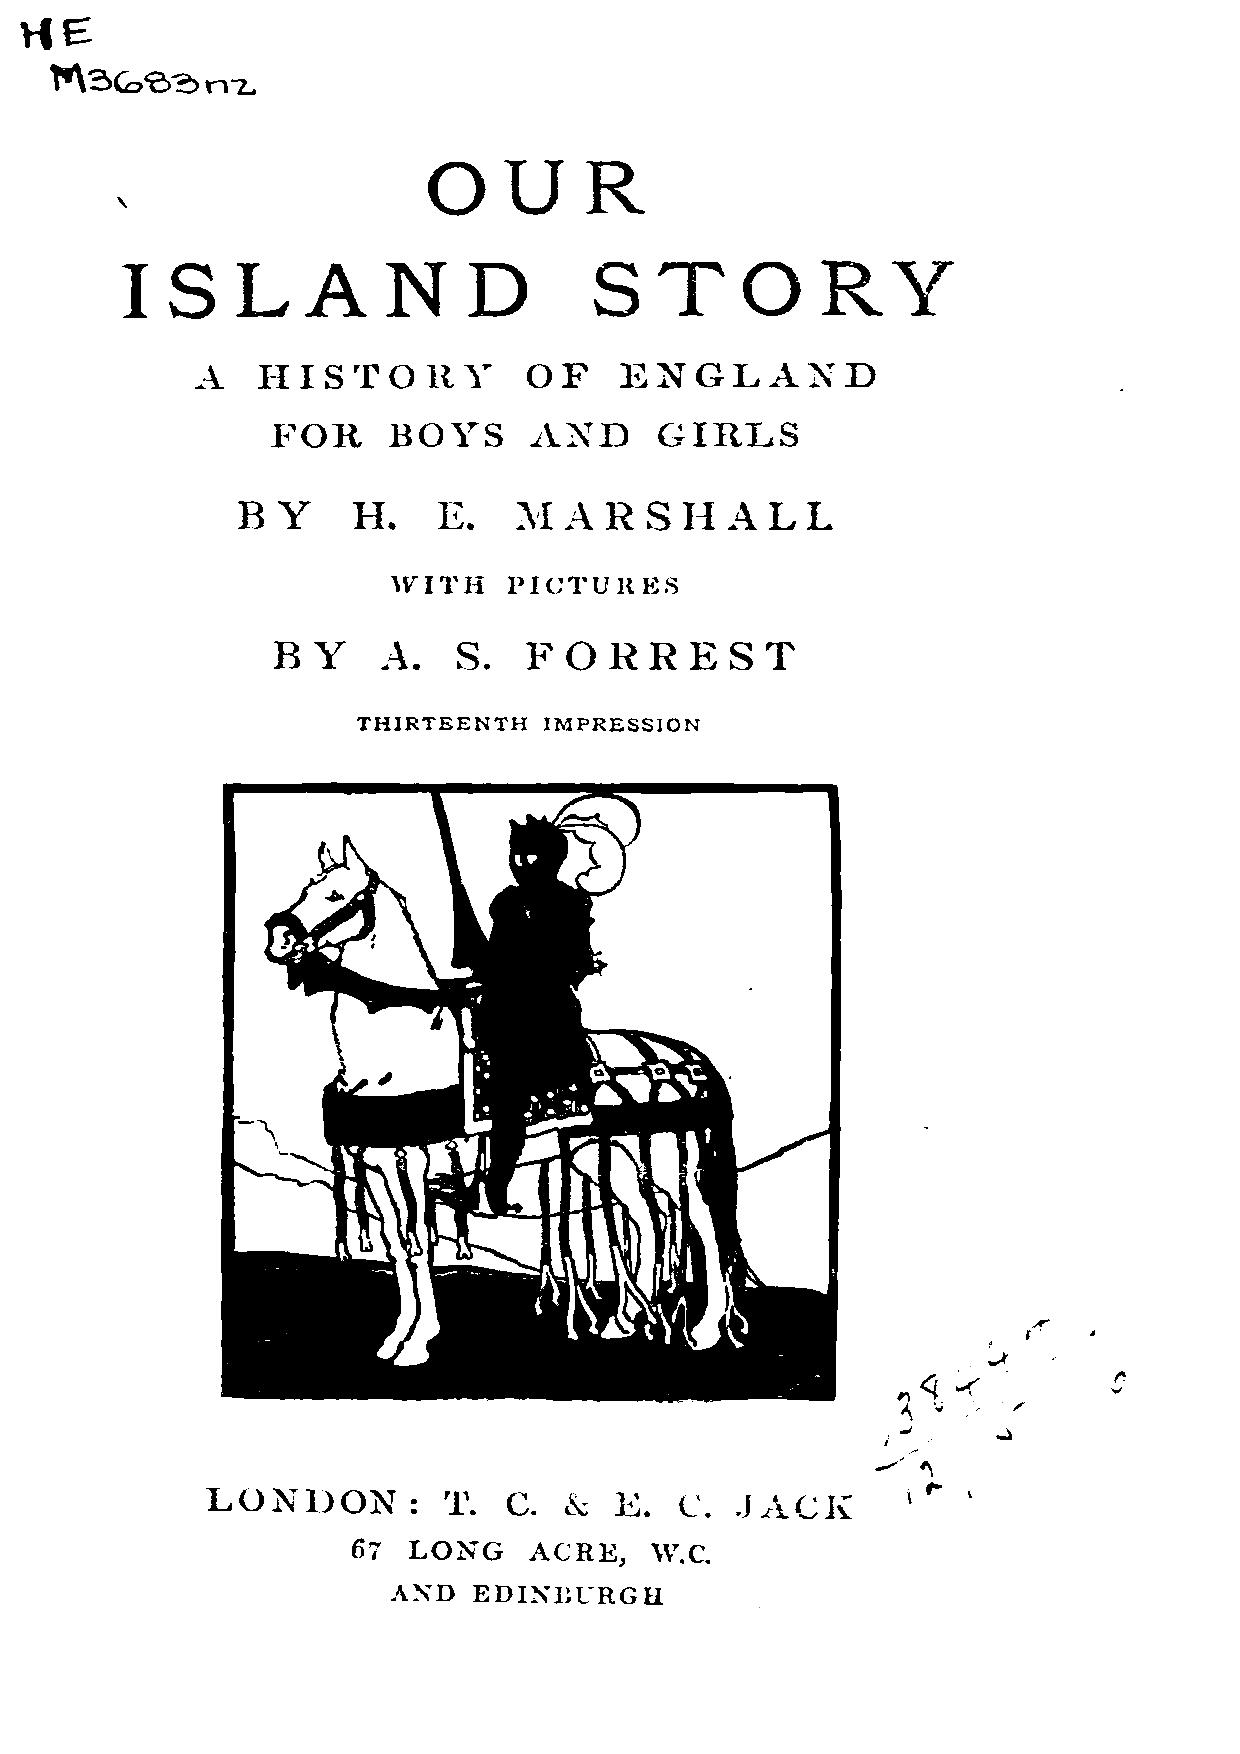 HE
M3683nz
OUR
ISLAND STORY
A HISTORY OF ENGLAND
FOR BOYS AND GIRLS
BY H. E. MARSHALL
WITH PICTURES
BY A. S. FORREST
THIRTEENTH IMPRESSION
LONDON: T. C. & E. C. JACK
67 LONG ACRE, W.C.
AND EDINBURGH